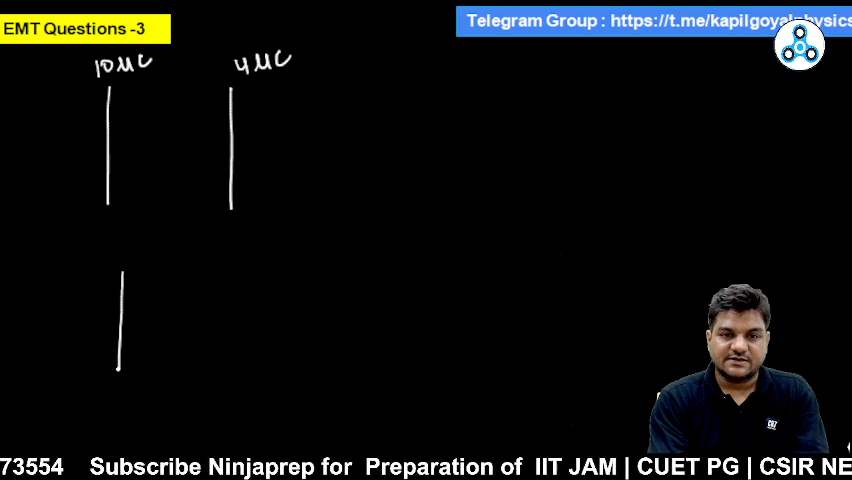 EMT Questions -3
Telegram Group : https://t.me/kapilgoyalphysics
10μC 4μC
73554 Subscribe Ninjaprep for Preparation of IIT JAM | CUET PG | CSIR NE